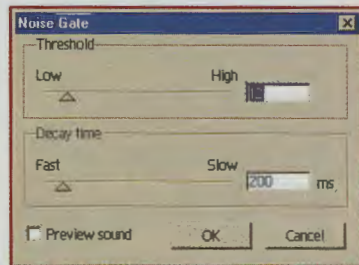 Noise Gate
Threshold
Low High
Decay time
Fast Slow
200 ms
Preview sound OK Cancel